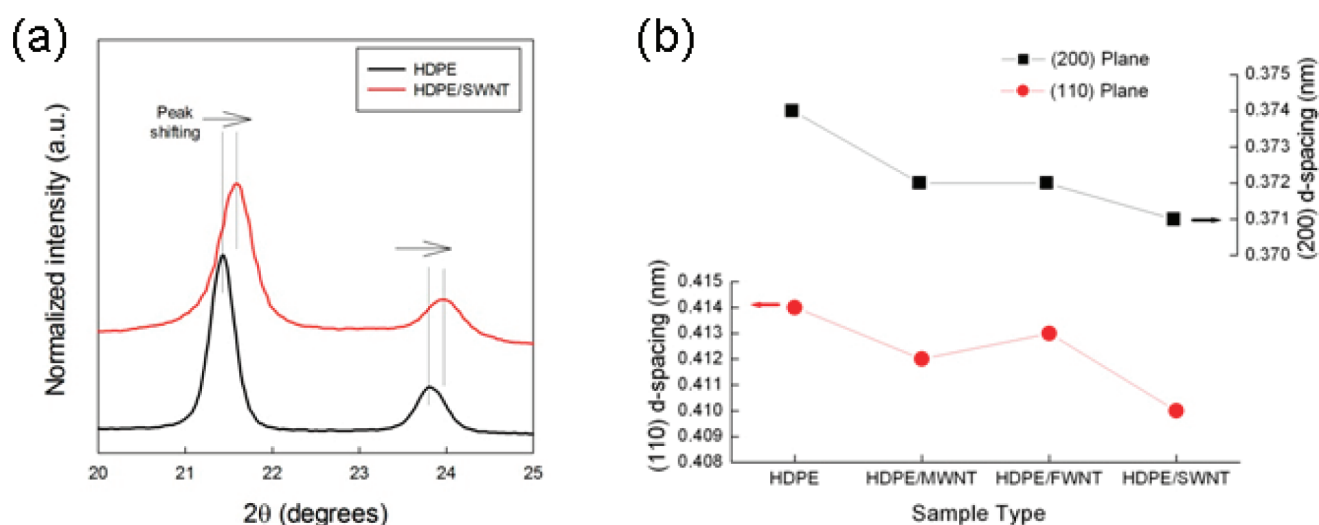 (a)
HDPE
HDPE/SWNT
Peak
shifting
Normalized intensity (a.u.)
20 21 22 23 24 25
2θ (degrees)
(b)
(200) Plane
(110) Plane
0.375
0.374
0.373
0.372
0.371
0.370
(200) d-spacing (nm)
0.415
0.414
0.413
0.412
0.411
0.410
0.409
0.408
(110) d-spacing (nm)
HDPE HDPE/MWNT HDPE/FWNT HDPE/SWNT
Sample Type